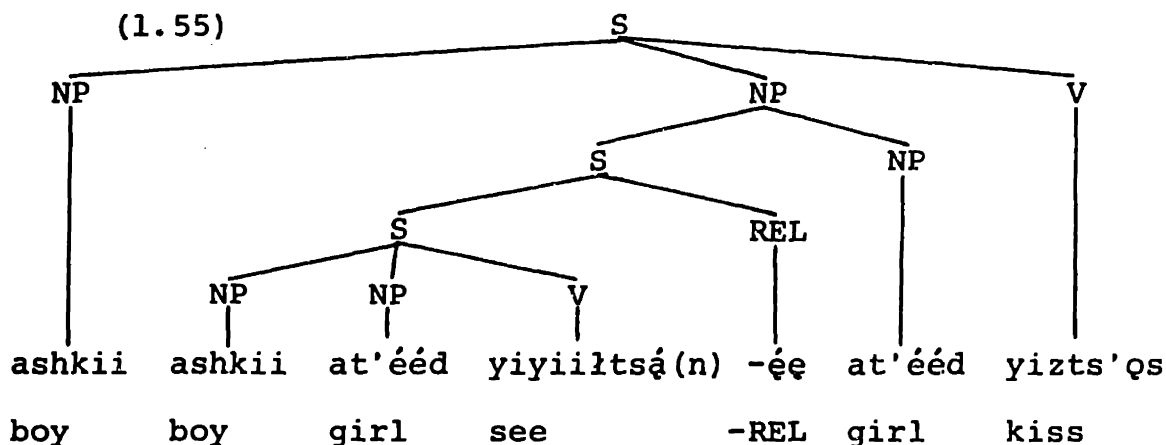 (1.55)
S
NP NP V
S NP
S REL
NP NP V
ashkii ashkii at'ééd yiyiiłtsą́(n) -ę́ę at'ééd yizts'ǫs
boy boy girl see -REL girl kiss